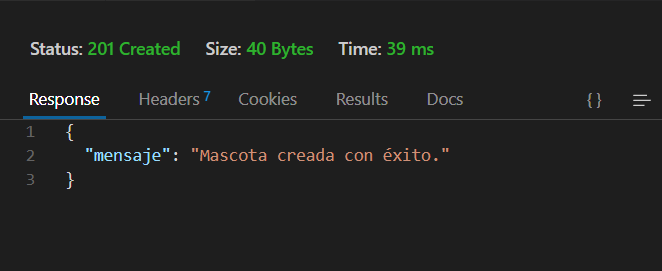 Status: 201 Created Size: 40 Bytes Time: 39 ms
Response Headers 7 Cookies Results Docs { }
1 {
2 "mensaje": "Mascota creada con éxito."
3 }